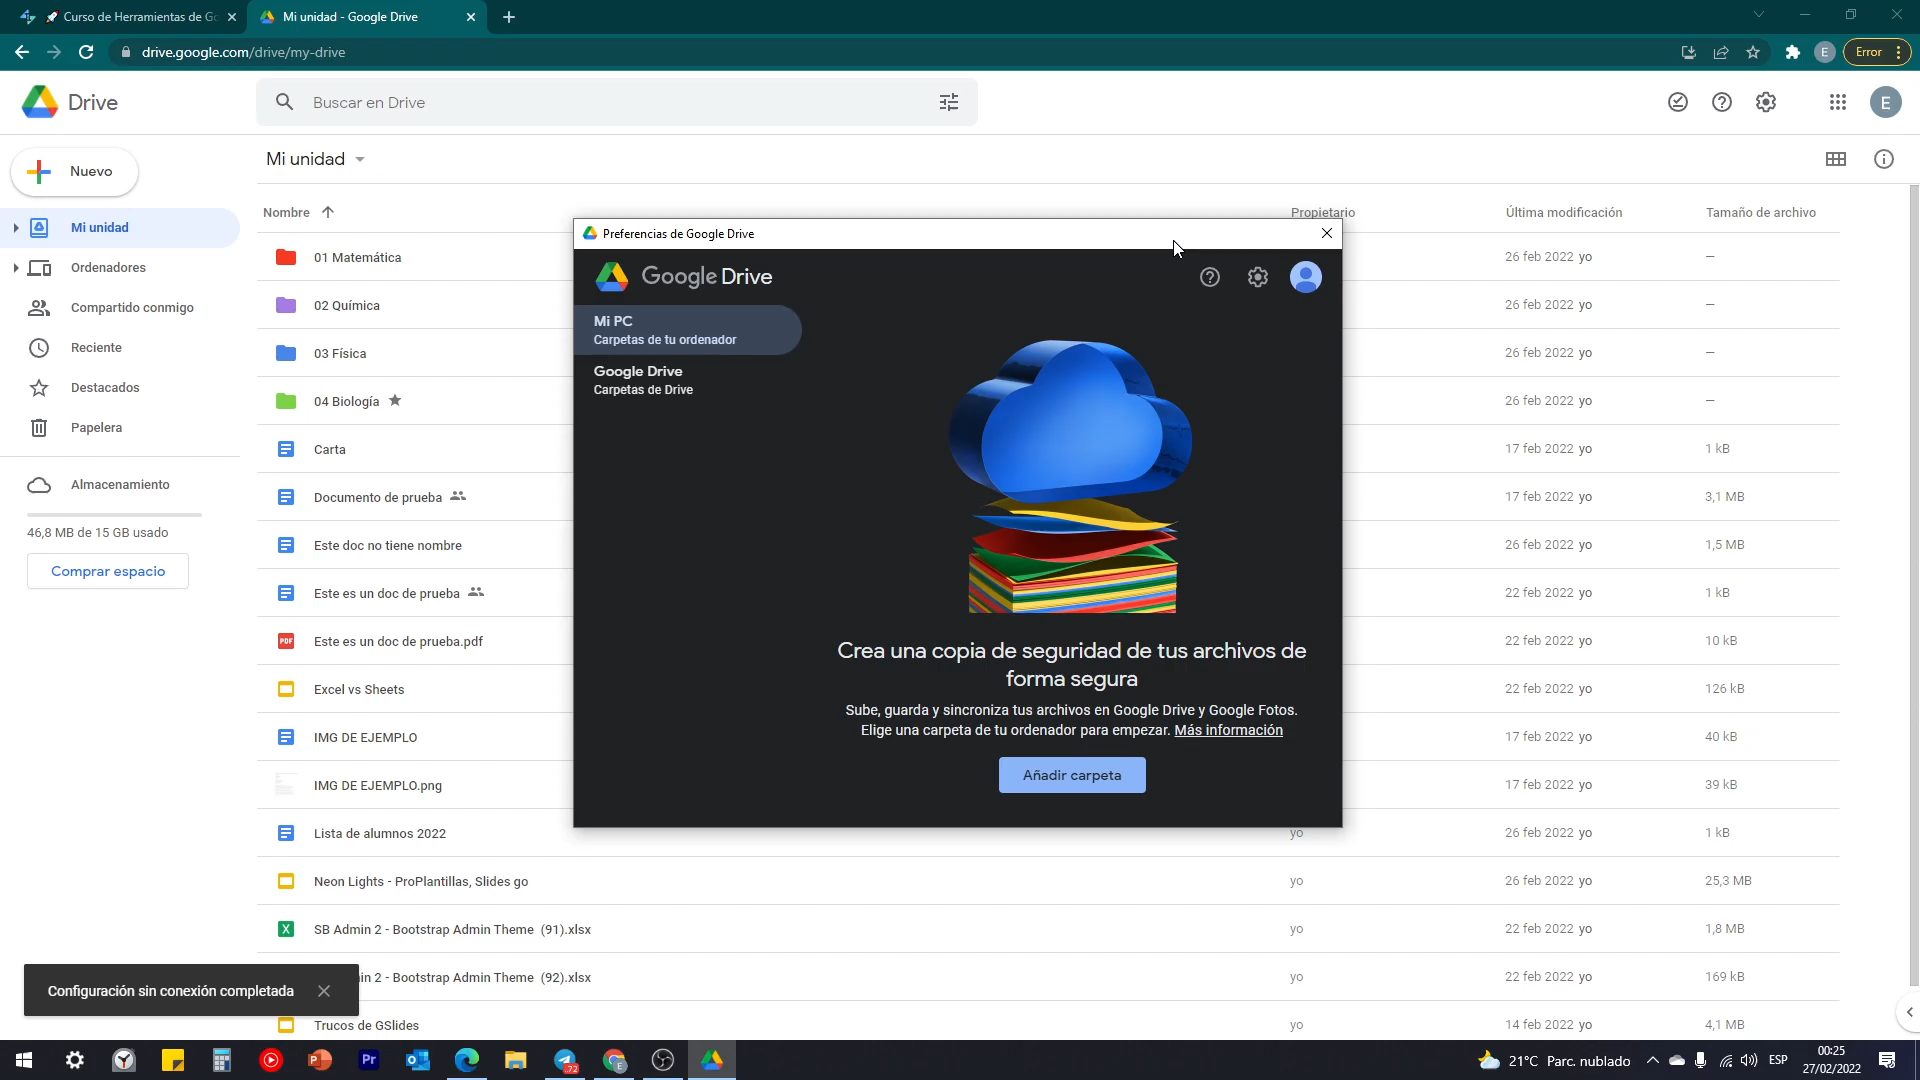 Curso de Herramientas de Go
Mi unidad - Google Drive
drive.google.com/drive/my-drive
E
Error
Drive
Buscar en Drive
E
Nuevo
Mi unidad
Nombre
Propietario
Última modificación
Tamaño de archivo
Mi unidad
Ordenadores
Compartido conmigo
Reciente
Destacados
Papelera
Almacenamiento
46,8 MB de 15 GB usado
Comprar espacio
01 Matemática
26 feb 2022 yo
–
02 Química
26 feb 2022 yo
–
03 Física
26 feb 2022 yo
–
04 Biología
26 feb 2022 yo
–
Carta
17 feb 2022 yo
1 kB
Documento de prueba
17 feb 2022 yo
3,1 MB
Este doc no tiene nombre
26 feb 2022 yo
1,5 MB
Este es un doc de prueba
22 feb 2022 yo
1 kB
PDF
Este es un doc de prueba.pdf
22 feb 2022 yo
10 kB
Excel vs Sheets
22 feb 2022 yo
126 kB
IMG DE EJEMPLO
17 feb 2022 yo
40 kB
IMG DE EJEMPLO.png
17 feb 2022 yo
39 kB
Lista de alumnos 2022
yo
26 feb 2022 yo
1 kB
Neon Lights - ProPlantillas, Slides go
yo
26 feb 2022 yo
25,3 MB
X
SB Admin 2 - Bootstrap Admin Theme (91).xlsx
yo
22 feb 2022 yo
1,8 MB
in 2 - Bootstrap Admin Theme (92).xlsx
yo
22 feb 2022 yo
169 kB
Trucos de GSlides
yo
14 feb 2022 yo
4,1 MB
Preferencias de Google Drive
Google Drive
Mi PC
Carpetas de tu ordenador
Google Drive
Carpetas de Drive
Crea una copia de seguridad de tus archivos de
forma segura
Sube, guarda y sincroniza tus archivos en Google Drive y Google Fotos.
Elige una carpeta de tu ordenador para empezar. Más información
Añadir carpeta
Configuración sin conexión completada
Pr
72
E
21°C Parc. nublado
ESP
00:25
27/02/2022